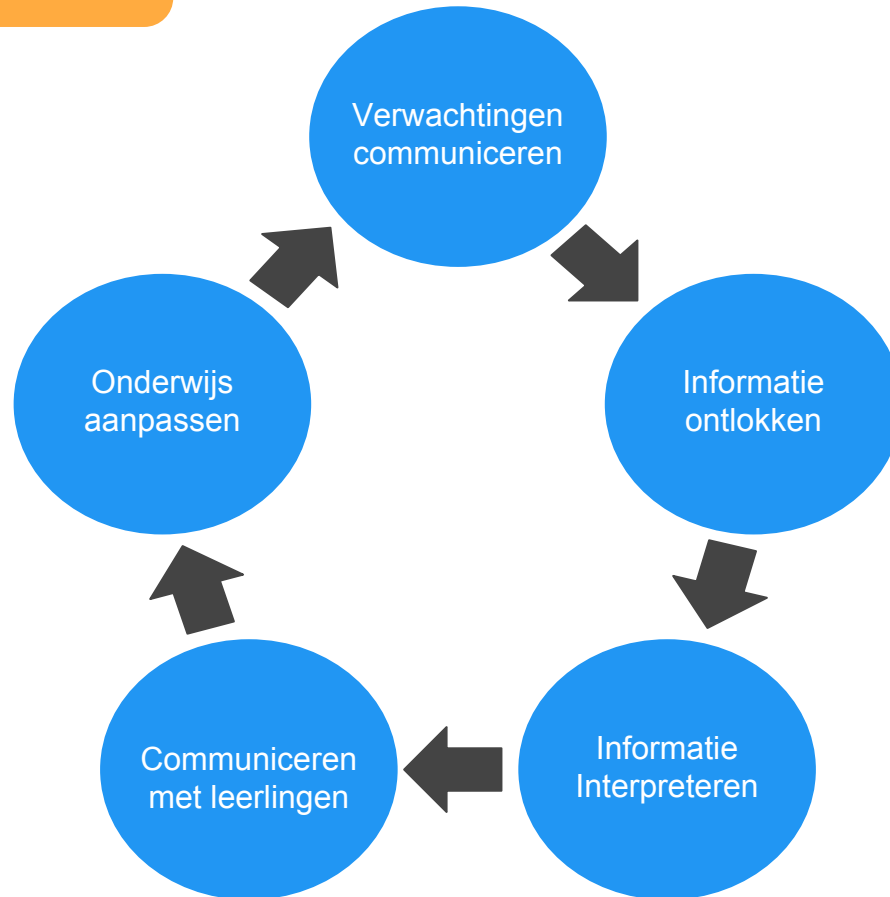 Verwachtingen
communiceren
Informatie
ontlokken
Informatie
Interpreteren
Communiceren
met leerlingen
Onderwijs
aanpassen